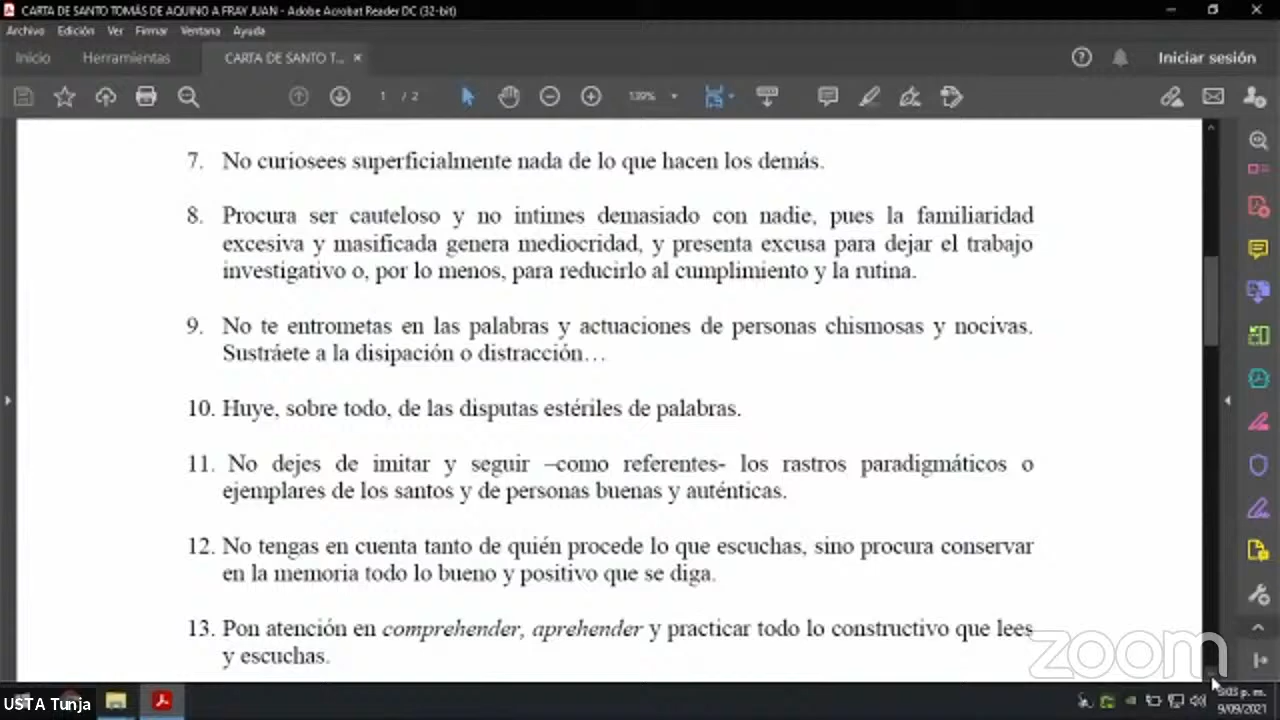 CARTA DE SANTO TOMÁS DE AQUINO A FRAY JUAN - Adobe Acrobat Reader DC (32-bit)
Archivo Edición Ver Firmar Ventana Ayuda
Inicio Herramientas CARTA DE SANTO T... × Iniciar sesión
1 / 2 139%
7. No curiosees superficialmente nada de lo que hacen los demás.
8. Procura ser cauteloso y no intimes demasiado con nadie, pues la familiaridad
excesiva y masificada genera mediocridad, y presenta excusa para dejar el trabajo
investigativo o, por lo menos, para reducirlo al cumplimiento y la rutina.
9. No te entrometas en las palabras y actuaciones de personas chismosas y nocivas.
Sustráete a la disipación o distracción…
10. Huye, sobre todo, de las disputas estériles de palabras.
11. No dejes de imitar y seguir –como referentes- los rastros paradigmáticos o
ejemplares de los santos y de personas buenas y auténticas.
12. No tengas en cuenta tanto de quién procede lo que escuchas, sino procura conservar
en la memoria todo lo bueno y positivo que se diga.
13. Pon atención en comprehender, aprehender y practicar todo lo constructivo que lees
y escuchas.
zoom
USTA Tunja
9:03 p. m.
9/09/2021